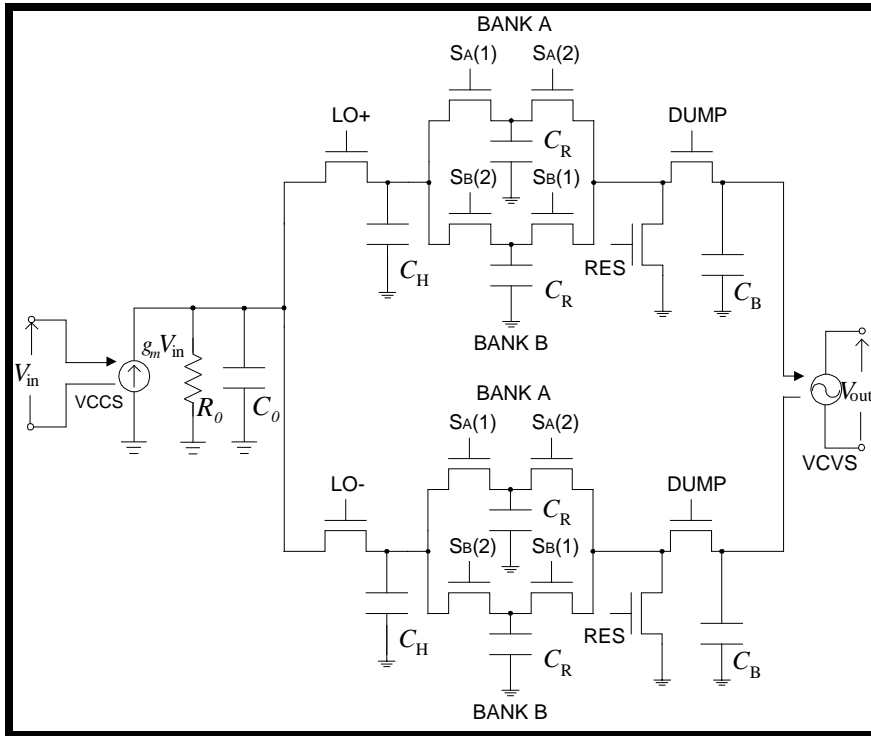 BANK A
SA(1) SA(2)
LO+ DUMP
CR
SB(2) SB(1)
RES
CH CR CB
BANK B
gmVin
Vin
VCCS R0 C0
Vout
VCVS
BANK A
SA(1) SA(2)
LO- DUMP
CR
SB(2) SB(1)
RES
CH CR CB
BANK B